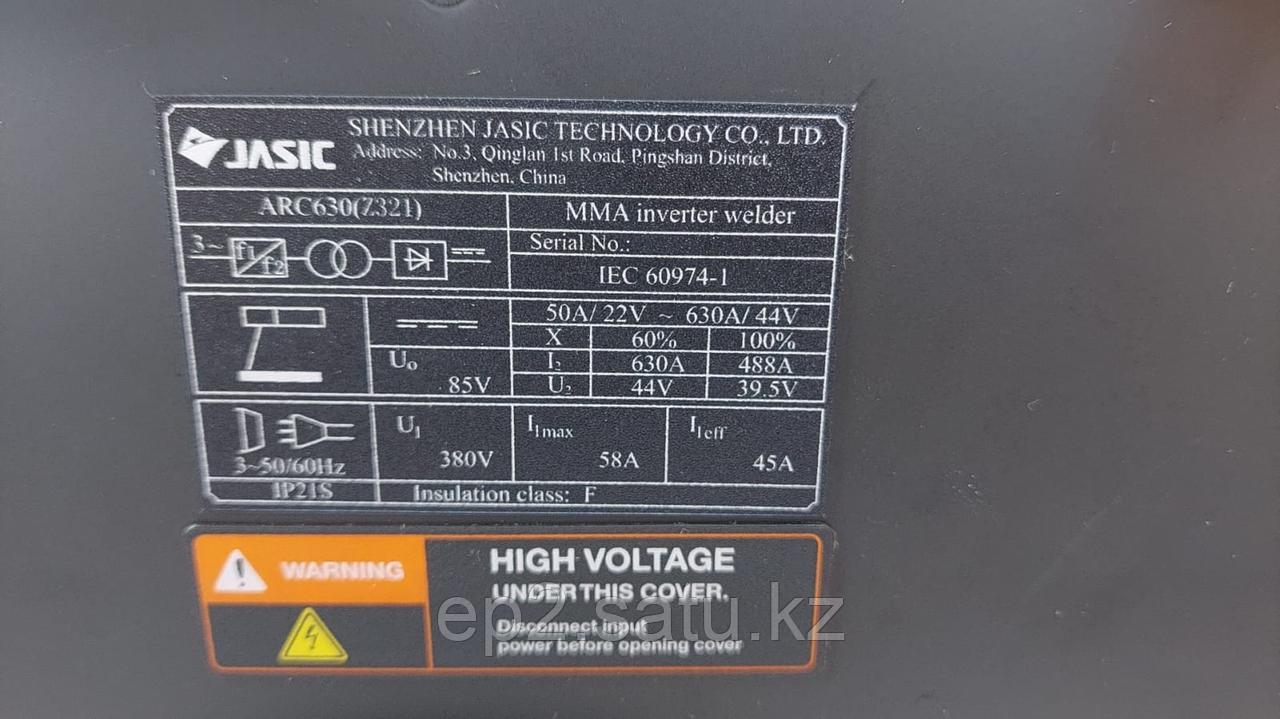 JASIC
SHENZHEN JASIC TECHNOLOGY CO., LTD.
Address: No.3, Qinglan 1st Road, Pingshan District,
Shenzhen, China
ARC630(Z321) MMA inverter welder
3~ f1 f2 Serial No.:
IEC 60974-1
50A/ 22V ~ 630A/ 44V
X 60% 100%
U₀ I₂ 630A 488A
85V U₂ 44V 39.5V
U₁ I₁max I₁eff
3~50/60Hz 380V 58A 45A
IP21S Insulation class: F
WARNING HIGH VOLTAGE
UNDER THIS COVER.
Disconnect input
power before opening cover
ep2.satu.kz